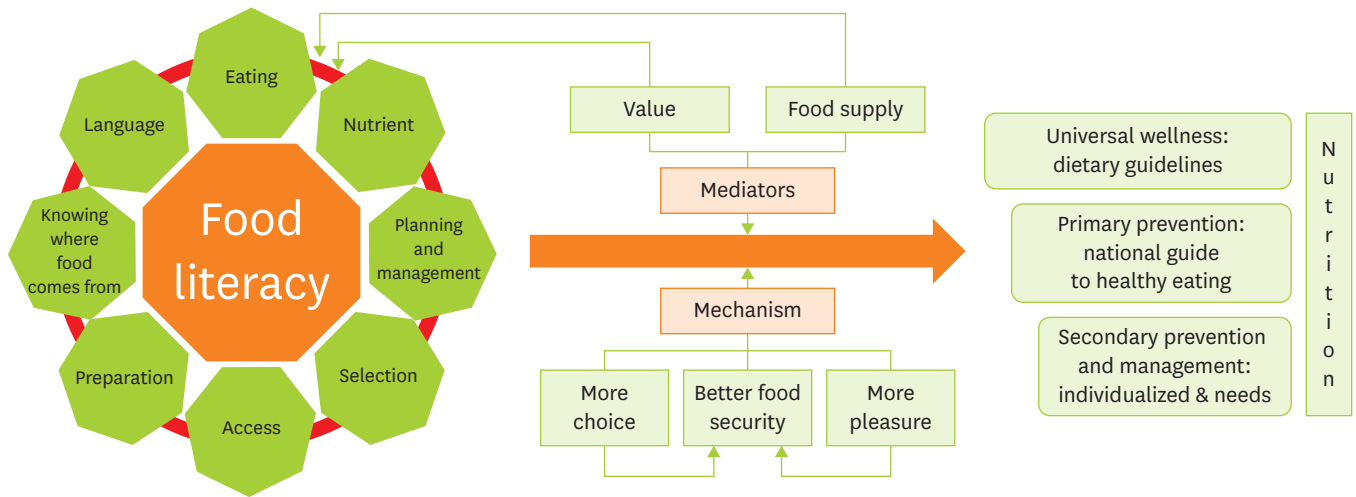 Eating
Language
Nutrient
Knowing
where
food
comes from
Food
literacy
Planning
and
management
Preparation
Selection
Access
Value
Food supply
Mediators
Mechanism
More
choice
Better food
security
More
pleasure
Universal wellness:
dietary guidelines
Primary prevention:
national guide
to healthy eating
Secondary prevention
and management:
individualized & needs
Nutrition